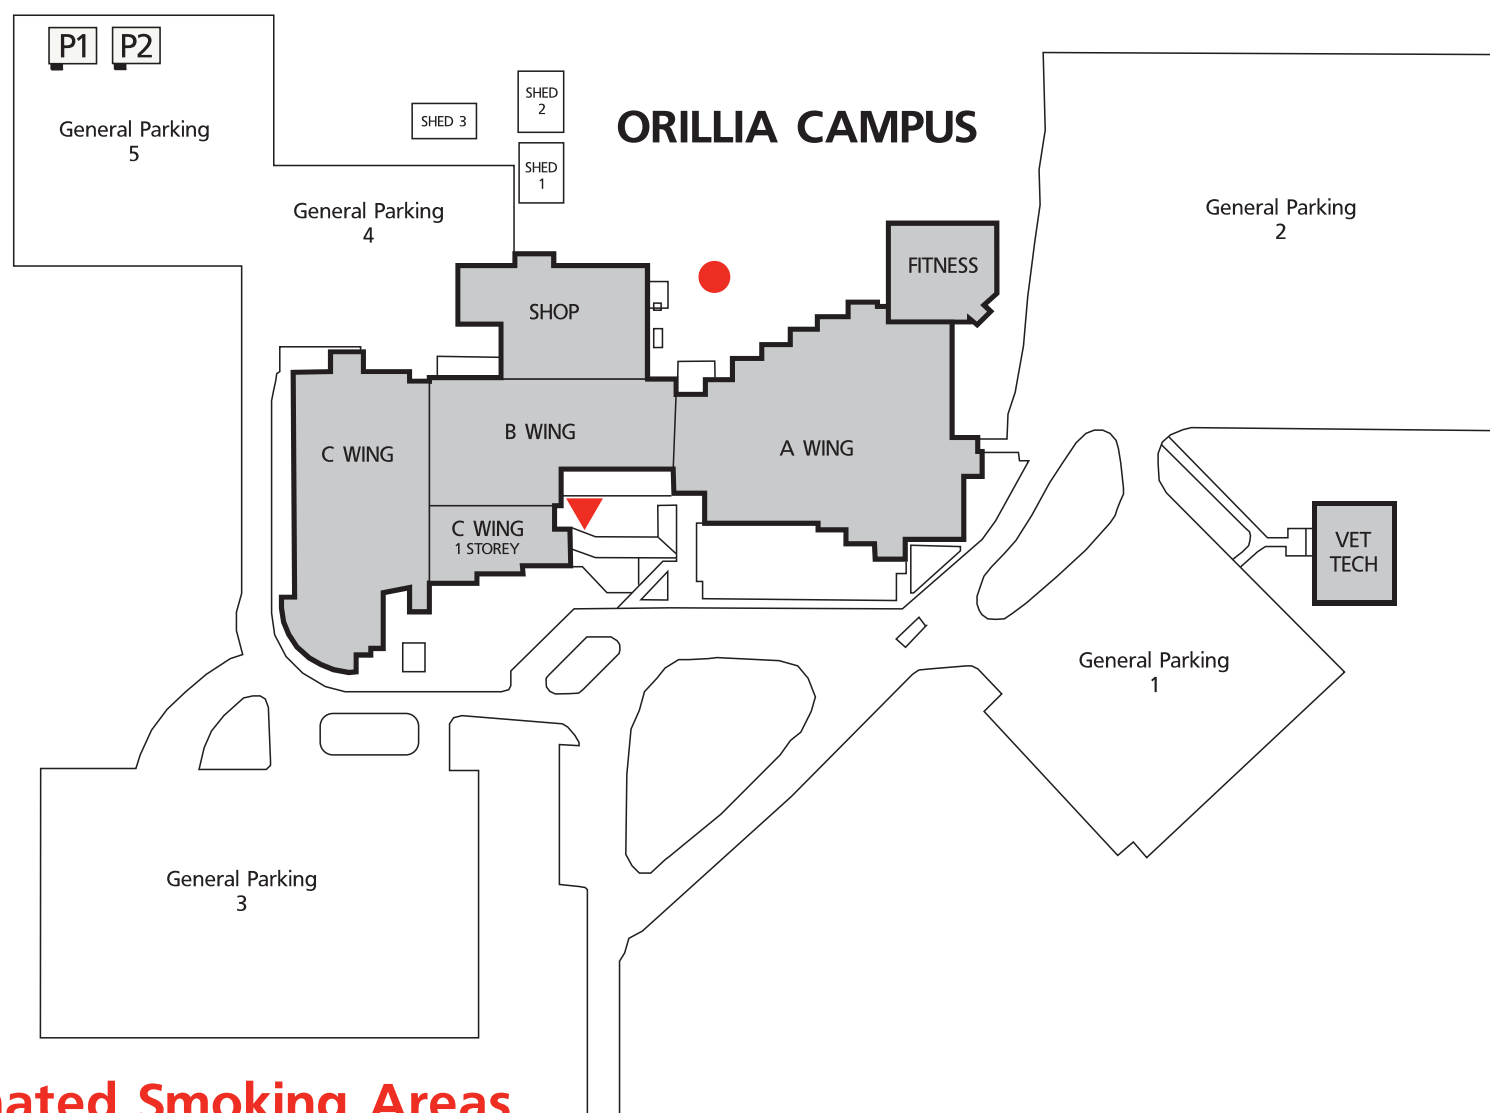 P1 P2
General Parking
5
SHED 3
SHED
2
SHED
1
ORILLIA CAMPUS
General Parking
4
General Parking
2
FITNESS
SHOP
B WING
C WING
A WING
C WING
1 STOREY
VET
TECH
General Parking
1
General Parking
3
Smoking Areas